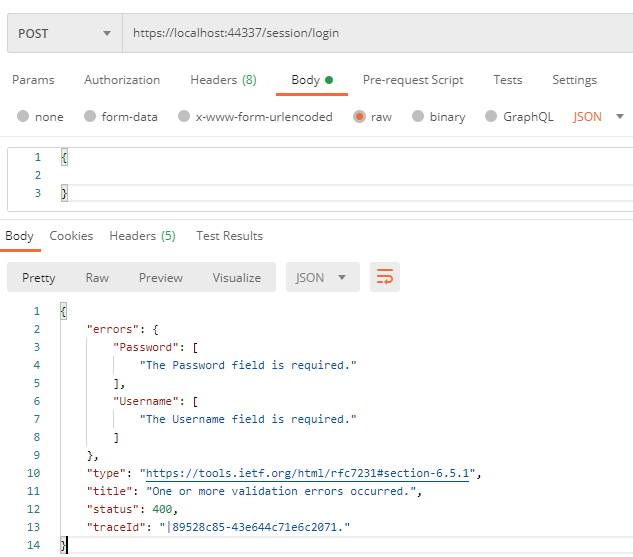 POST https://localhost:44337/session/login
Params Authorization Headers (8) Body Pre-request Script Tests Settings
none form-data x-www-form-urlencoded raw binary GraphQL JSON
1 {
2
3 }
Body Cookies Headers (5) Test Results
Pretty Raw Preview Visualize JSON
1 {
2 "errors": {
3 "Password": [
4 "The Password field is required."
5 ],
6 "Username": [
7 "The Username field is required."
8 ]
9 },
10 "type": "https://tools.ietf.org/html/rfc7231#section-6.5.1",
11 "title": "One or more validation errors occurred.",
12 "status": 400,
13 "traceId": "|89528c85-43e644c71e6c2071."
14 }